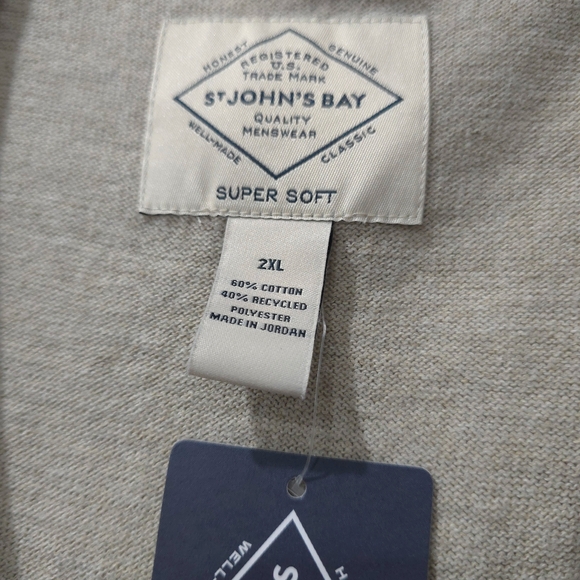 HONEST GENUINE
REGISTERED
U.S.
TRADE MARK
ST JOHN'S BAY
QUALITY
MENSWEAR
WELL-MADE CLASSIC
SUPER SOFT
2XL
60% COTTON
40% RECYCLED
POLYESTER
MADE IN JORDAN